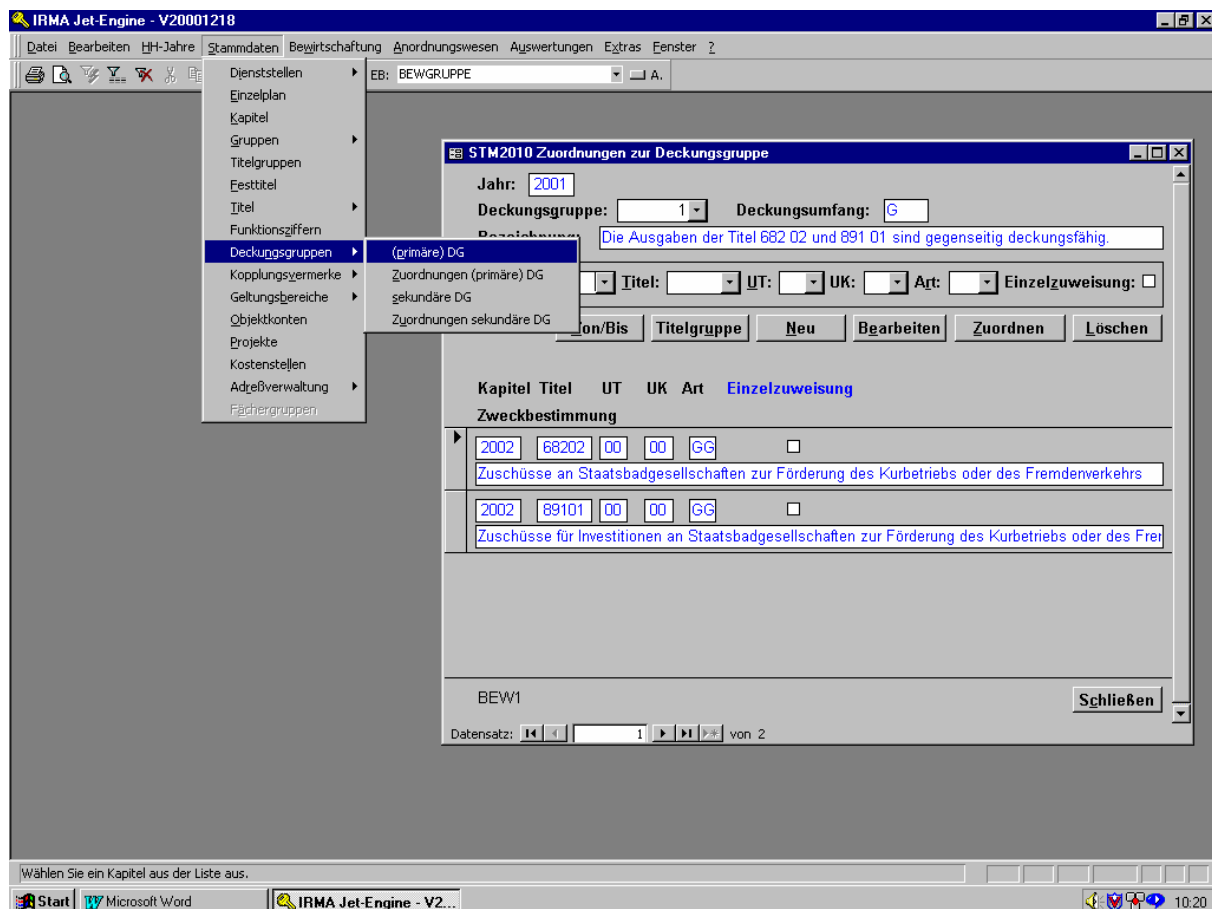 IRMA Jet-Engine - V20001218
Datei Bearbeiten HH-Jahre Stammdaten Bewirtschaftung Anordnungswesen Auswertungen Extras Fenster ?
EB: BEWGRUPPE A.
Dienststellen
Einzelplan
Kapitel
Gruppen
Titelgruppen
Festtitel
Titel
Funktionsziffern
Deckungsgruppen
Kopplungsvermerke
Geltungsbereiche
Objektkonten
Projekte
Kostenstellen
Adreßverwaltung
Fächergruppen
(primäre) DG
Zuordnungen (primäre) DG
sekundäre DG
Zuordnungen sekundäre DG
STM2010 Zuordnungen zur Deckungsgruppe
Jahr: 2001
Deckungsgruppe: 1 Deckungsumfang: G
Bezeichnung: Die Ausgaben der Titel 682 02 und 891 01 sind gegenseitig deckungsfähig.
Titel: UT: UK: Art: Einzelzuweisung:
Von/Bis Titelgruppe Neu Bearbeiten Zuordnen Löschen
Kapitel Titel UT UK Art Einzelzuweisung
Zweckbestimmung
2002 68202 00 00 GG
Zuschüsse an Staatsbadgesellschaften zur Förderung des Kurbetriebs oder des Fremdenverkehrs
2002 89101 00 00 GG
Zuschüsse für Investitionen an Staatsbadgesellschaften zur Förderung des Kurbetriebs oder des Frer
BEW1
Schließen
Datensatz: 1 von 2
Wählen Sie ein Kapitel aus der Liste aus.
Start Microsoft Word IRMA Jet-Engine - V2... 10:20